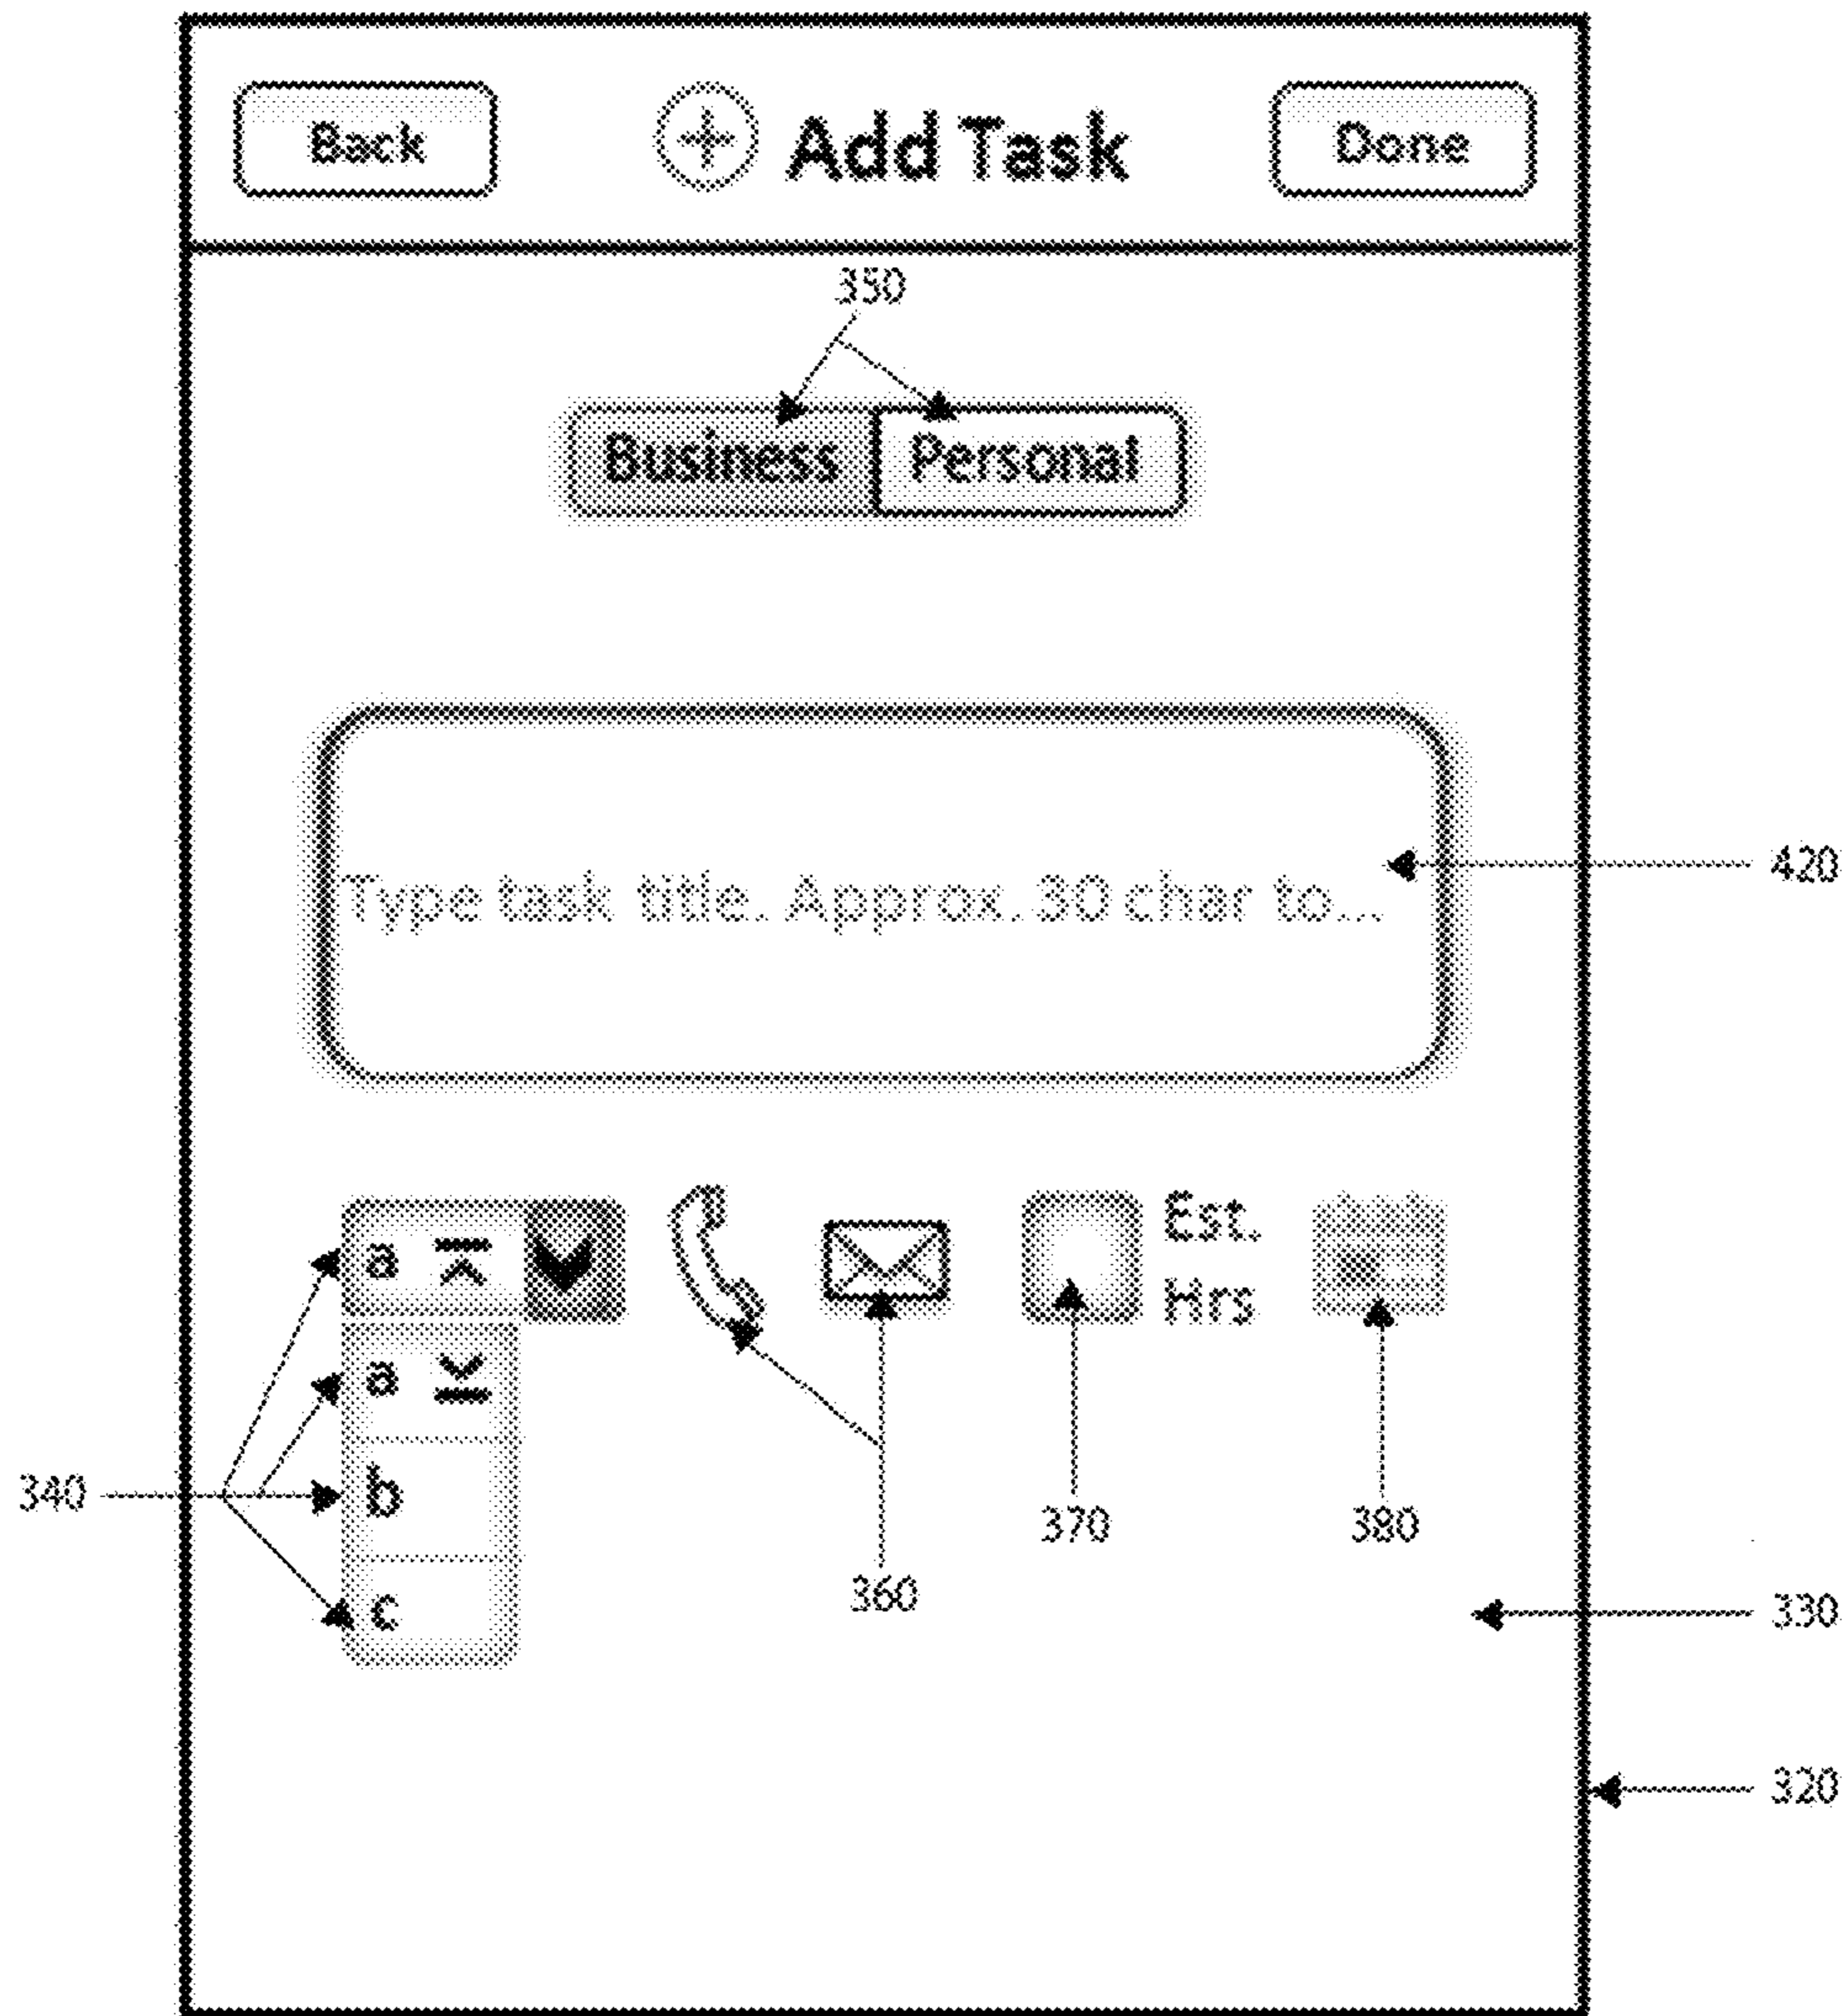 Back
Add Task
Done
350
Business
Personal
420
Type task title. Approx. 30 char to...
a
Est.
Hrs
a
340
b
370
380
360
c
330
320